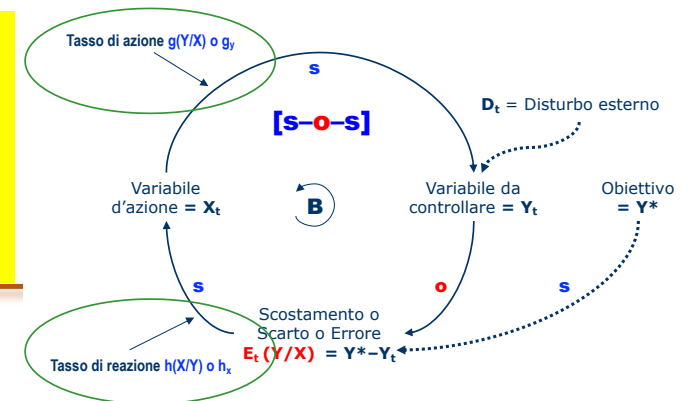 Tasso di azione g(Y/X) o gy
s
[s–o–s]
Dt = Disturbo esterno
Variabile
d'azione = Xt
B
Variabile da
controllare = Yt
Obiettivo
= Y*
s
o
s
Scostamento o
Scarto o Errore
Et (Y/X) = Y*–Yt
Tasso di reazione h(X/Y) o hx